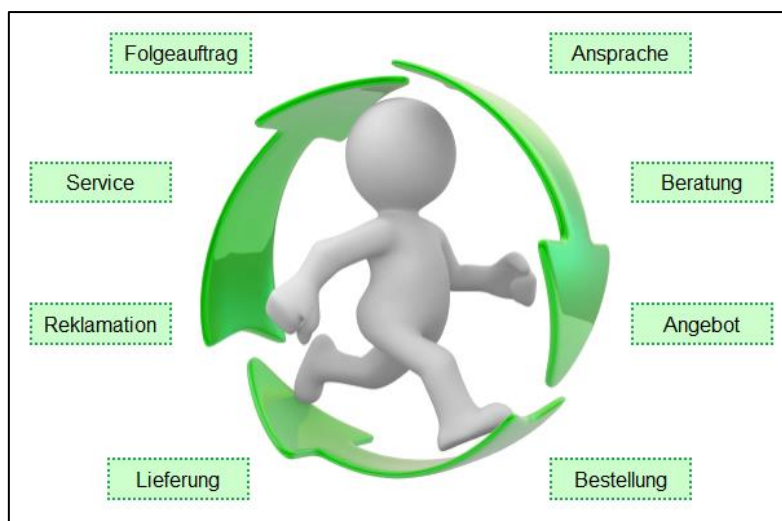 Folgeauftrag
Ansprache
Service
Beratung
Reklamation
Angebot
Lieferung
Bestellung